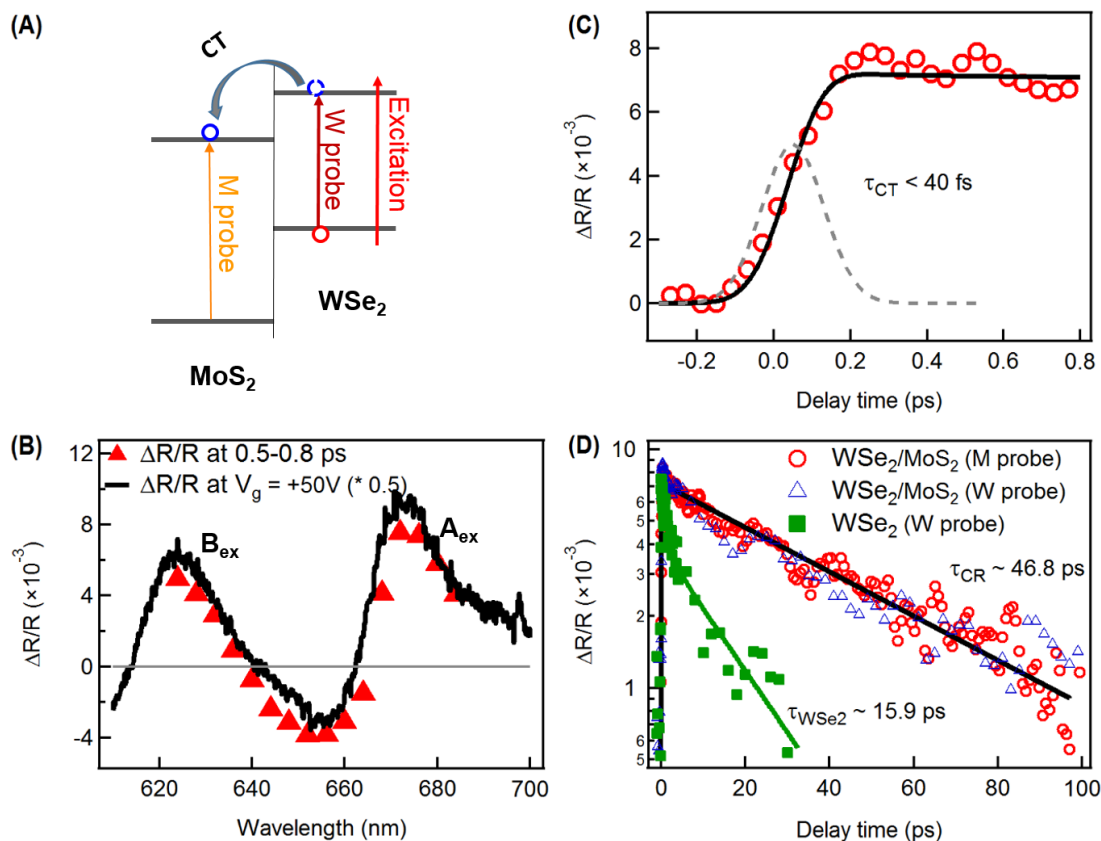 (A)
CT
M probe
W probe
Excitation
WSe₂
MoS₂
(B)
ΔR/R (×10⁻³)
12
8
4
0
-4
ΔR/R at 0.5-0.8 ps
ΔR/R at Vg = +50V (* 0.5)
Bex
Aex
620
640
660
680
700
Wavelength (nm)
(C)
ΔR/R (×10⁻³)
8
6
4
2
0
τCT < 40 fs
-0.2
0.0
0.2
0.4
0.6
0.8
Delay time (ps)
(D)
ΔR/R (×10⁻³)
10
8
6
5
4
3
2
1
8
6
5
WSe₂/MoS₂ (M probe)
WSe₂/MoS₂ (W probe)
WSe₂ (W probe)
τCR ~ 46.8 ps
τWSe2 ~ 15.9 ps
0
20
40
60
80
100
Delay time (ps)